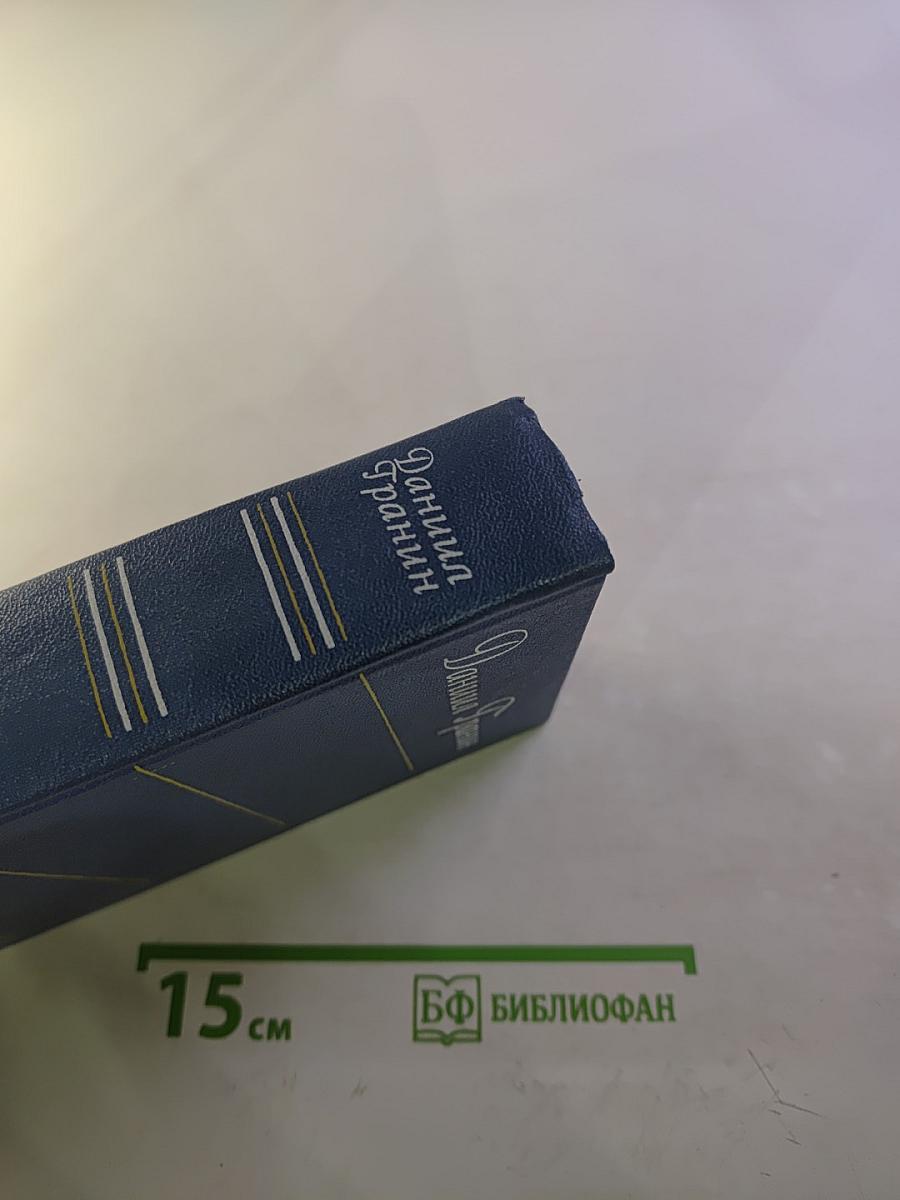 Даниил
Гранин
Даниил Гранин
15 см
БФ БИБЛИОФАН